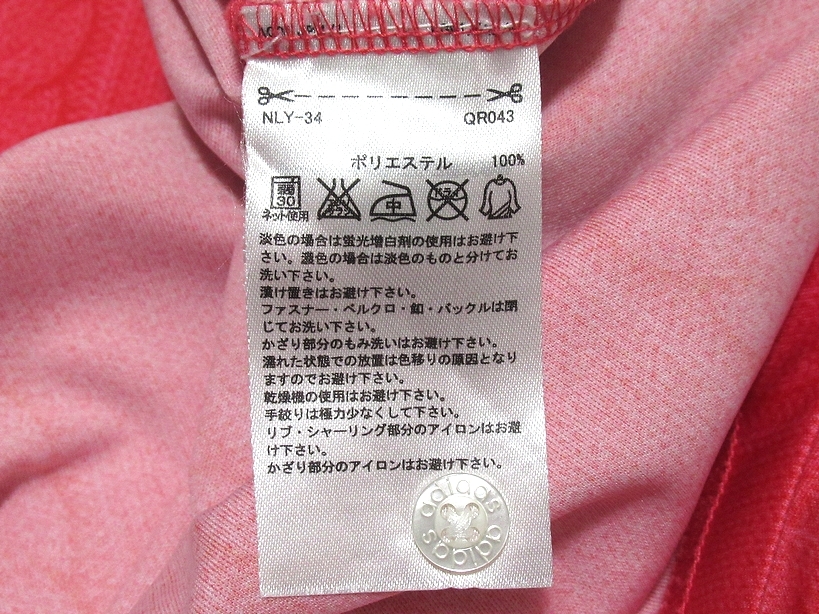 NLY-34 QR043
ポリエステル 100%
30
ネット使用
中
ドライ
淡色の場合は蛍光増白剤の使用はお避け下
さい。濃色の場合は淡色のものと分けてお
洗い下さい。
漬け置きはお避け下さい。
ファスナー・ベルクロ・釦・バックルは閉
じてお洗い下さい。
かざり部分のもみ洗いはお避け下さい。
濡れた状態での放置は色移りの原因となり
ますのでお避け下さい。
乾燥機の使用はお避け下さい。
手絞りは極力少なくして下さい。
リブ・シャーリング部分のアイロンはお避
け下さい。
かざり部分のアイロンはお避け下さい。
adidas
adidas